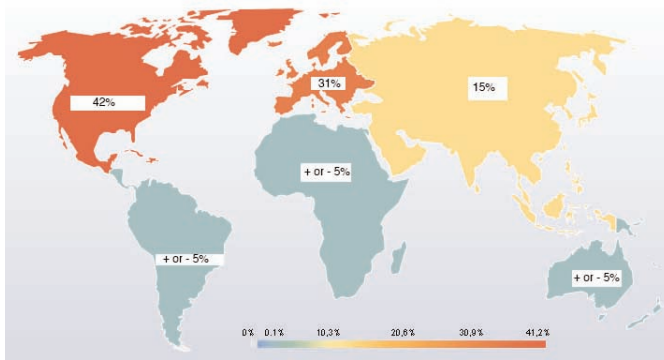 42%
31%
15%
+ or - 5%
+ or - 5%
+ or - 5%
0% 0.1% 10,3% 20,6% 30,9% 41,2%